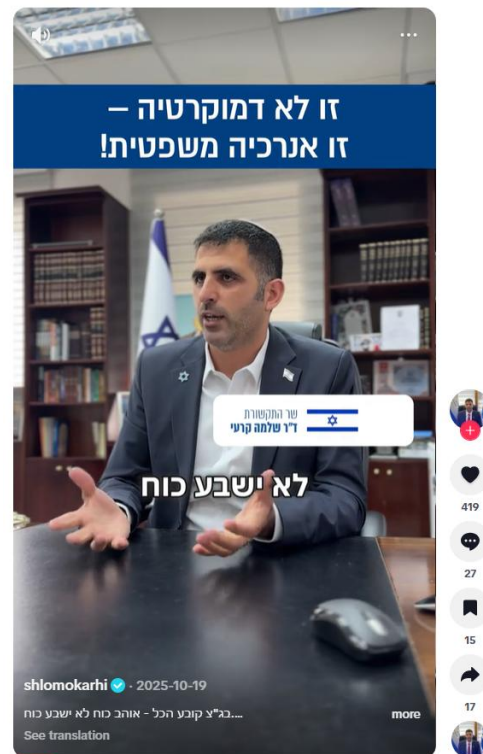 זו לא דמוקרטיה –
זו אנרכיה משפטית!
שר התקשורת
ד"ר שלמה קרעי
לא ישבע כוח
419
27
15
17
shlomokarhi · 2025-10-19
בג"צ קובע הכל - אוהב כוח לא ישבע כוח....
more
See translation